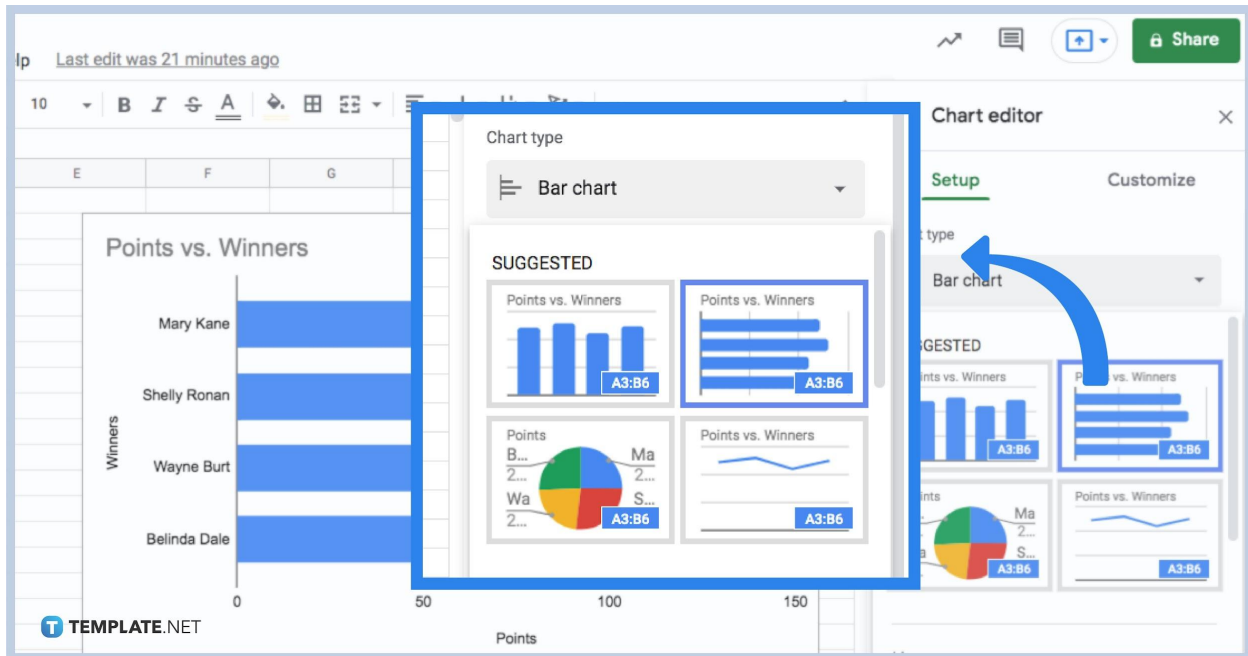 lp Last edit was 21 minutes ago
Share
10 B I S A
Chart editor
E F G
Setup Customize
Points vs. Winners
Mary Kane
Shelly Ronan
Wayne Burt
Belinda Dale
Winners
0 50 100 150
Points
Chart type
Bar chart
SUGGESTED
Points vs. Winners
A3:B6
Points vs. Winners
A3:B6
Points
B...
2...
Wa
2...
Ma
2...
S...
A3:B6
Points vs. Winners
A3:B6
t type
Bar chart
GGESTED
ints vs. Winners
A3:B6
P vs. Winners
A3:B6
ints
a
Ma
2...
S...
A3:B6
Points vs. Winners
A3:B6
T TEMPLATE.NET